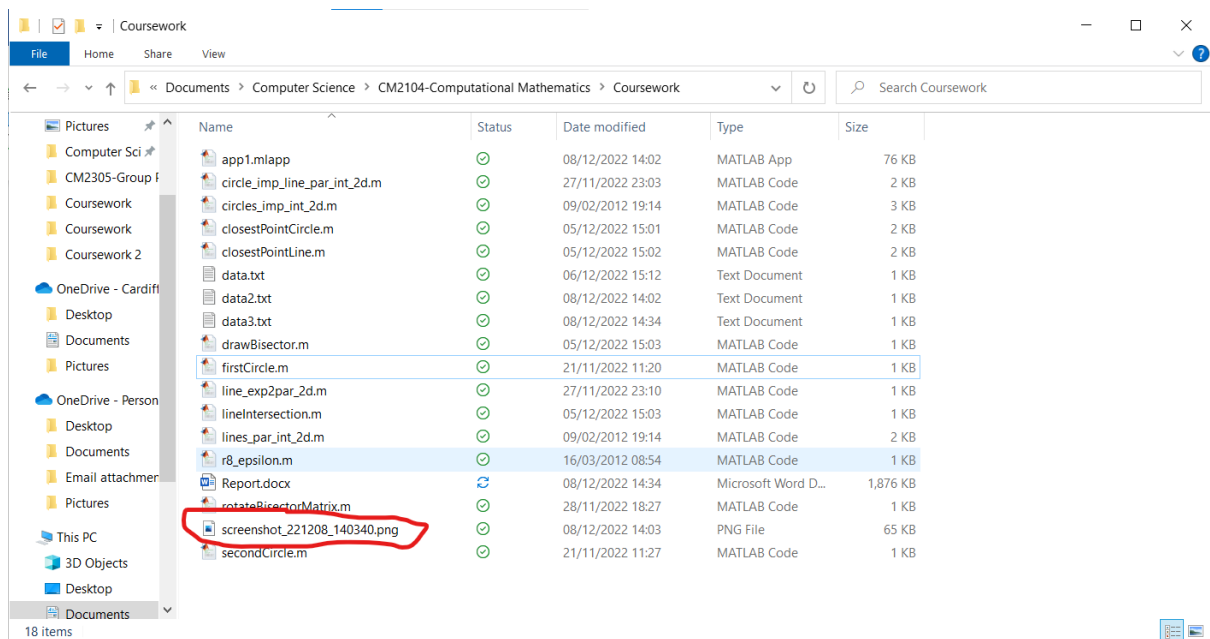 Coursework
File Home Share View
« Documents > Computer Science > CM2104-Computational Mathematics > Coursework
Search Coursework
Pictures
Computer Sci
CM2305-Group
Coursework
Coursework
Coursework 2
OneDrive - Cardiff
Desktop
Documents
Pictures
OneDrive - Person
Desktop
Documents
Email attachmen
Pictures
This PC
3D Objects
Desktop
Documents
Name Status Date modified Type Size
app1.mlapp 08/12/2022 14:02 MATLAB App 76 KB
circle_imp_line_par_int_2d.m 27/11/2022 23:03 MATLAB Code 2 KB
circles_imp_int_2d.m 09/02/2012 19:14 MATLAB Code 3 KB
closestPointCircle.m 05/12/2022 15:01 MATLAB Code 2 KB
closestPointLine.m 05/12/2022 15:02 MATLAB Code 2 KB
data.txt 06/12/2022 15:12 Text Document 1 KB
data2.txt 08/12/2022 14:02 Text Document 1 KB
data3.txt 08/12/2022 14:34 Text Document 1 KB
drawBisector.m 05/12/2022 15:03 MATLAB Code 1 KB
firstCircle.m 21/11/2022 11:20 MATLAB Code 1 KB
line_exp2par_2d.m 27/11/2022 23:10 MATLAB Code 1 KB
lineIntersection.m 05/12/2022 15:03 MATLAB Code 1 KB
lines_par_int_2d.m 09/02/2012 19:14 MATLAB Code 2 KB
r8_epsilon.m 16/03/2012 08:54 MATLAB Code 1 KB
Report.docx 08/12/2022 14:34 Microsoft Word D... 1,876 KB
rotateBisectorMatrix.m 28/11/2022 18:27 MATLAB Code 1 KB
screenshot_221208_140340.png 08/12/2022 14:03 PNG File 65 KB
secondCircle.m 21/11/2022 11:27 MATLAB Code 1 KB
18 items